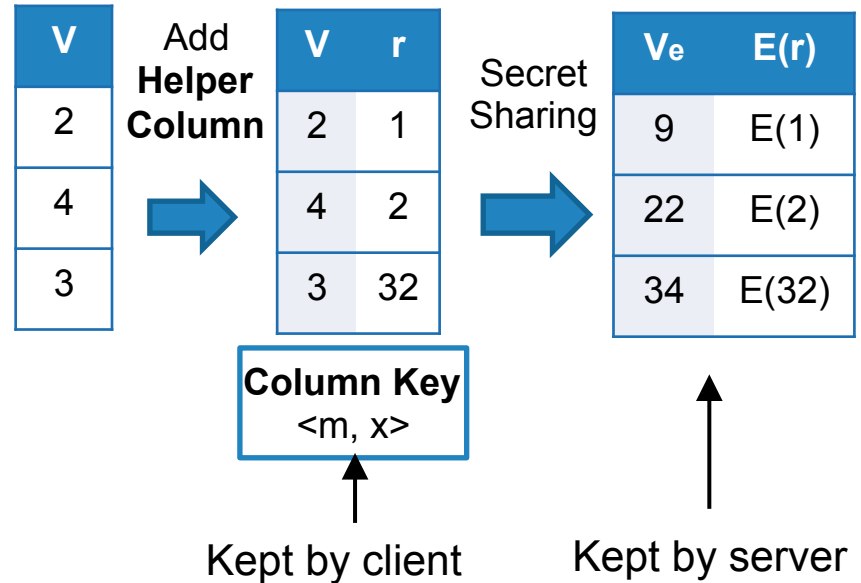 V
2
4
3
Add
Helper
Column
V r
2 1
4 2
3 32
Column Key
<m, x>
Kept by client
Secret
Sharing
Ve E(r)
9 E(1)
22 E(2)
34 E(32)
Kept by server